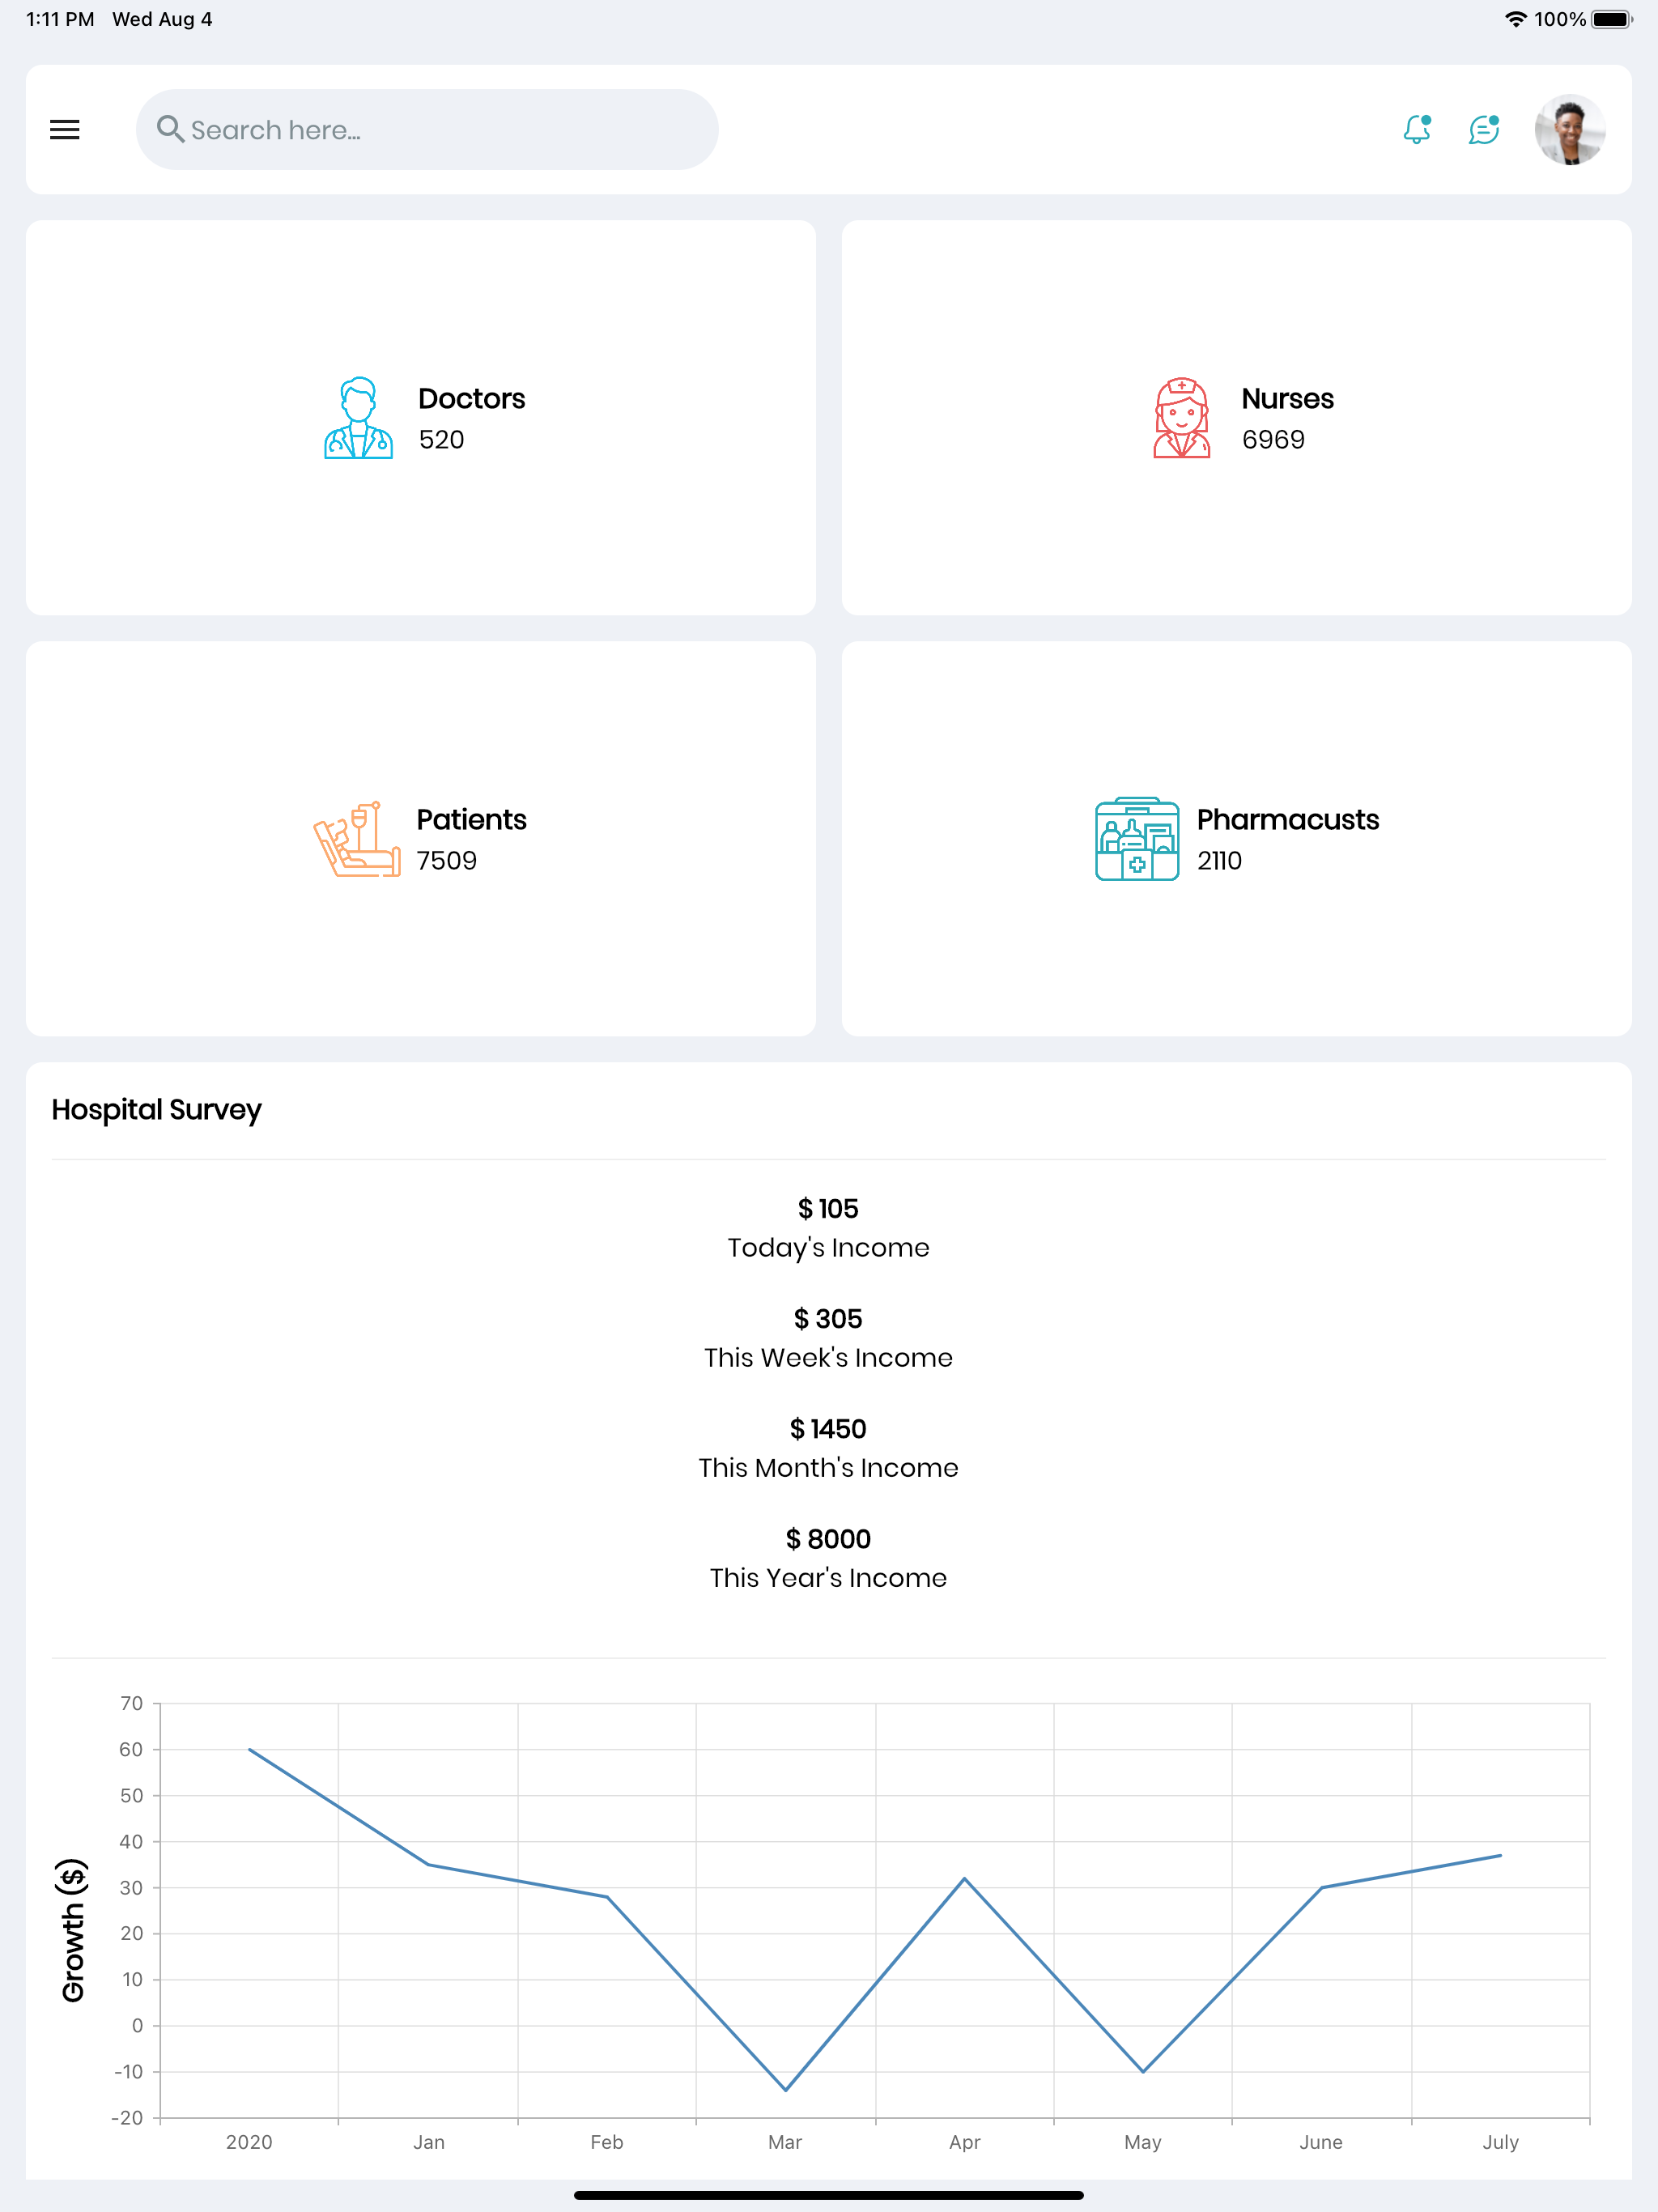 1:11 PM Wed Aug 4 100%
Search here...
Doctors
520
Nurses
6969
Patients
7509
Pharmacusts
2110
Hospital Survey
$ 105
Today's Income
$ 305
This Week's Income
$ 1450
This Month's Income
$ 8000
This Year's Income
Growth ($)
70
60
50
40
30
20
10
0
-10
-20
2020 Jan Feb Mar Apr May June July